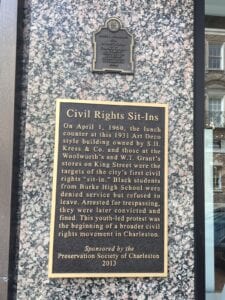 Civil Rights Sit-Ins
On April 1, 1960, the lunch
counter at this 1931 Art Deco
style building owned by S.H.
Kress & Co. and those at the
Woolworth's and W.T. Grant's
stores on King Street were the
targets of the city's first civil
rights "sit-in." Black students
from Burke High School were
denied service but refused to
leave. Arrested for trespassing,
they were later convicted and
fined. This youth-led protest was
the beginning of a broader civil
rights movement in Charleston.
Sponsored by the
Preservation Society of Charleston
2013